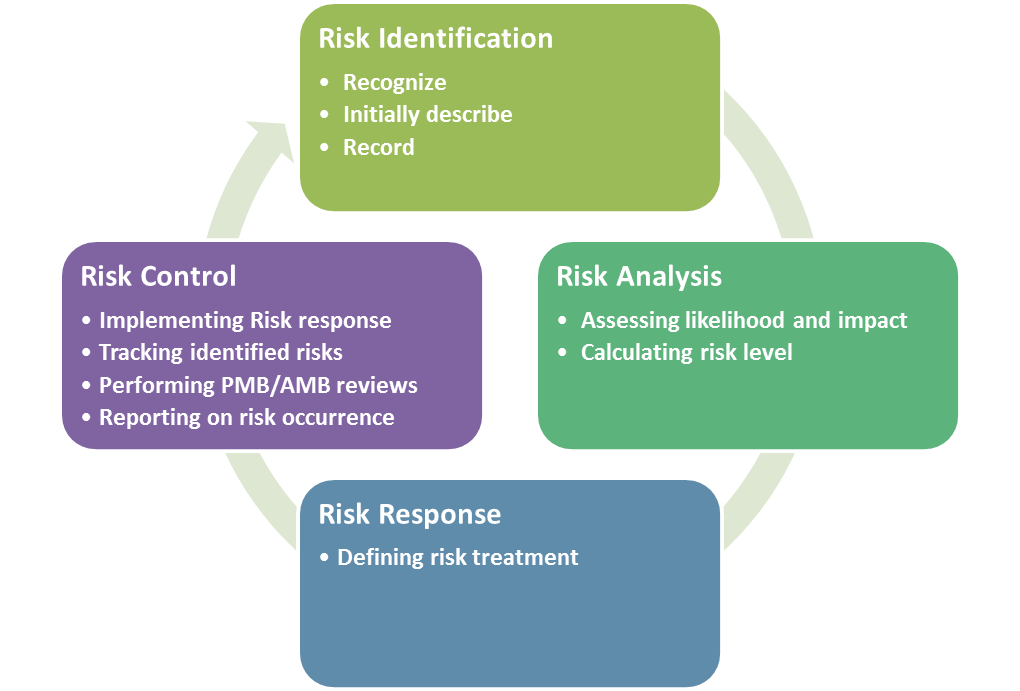 Risk Identification
• Recognize
• Initially describe
• Record
Risk Control
• Implementing Risk response
• Tracking identified risks
• Performing PMB/AMB reviews
• Reporting on risk occurrence
Risk Analysis
• Assessing likelihood and impact
• Calculating risk level
Risk Response
• Defining risk treatment